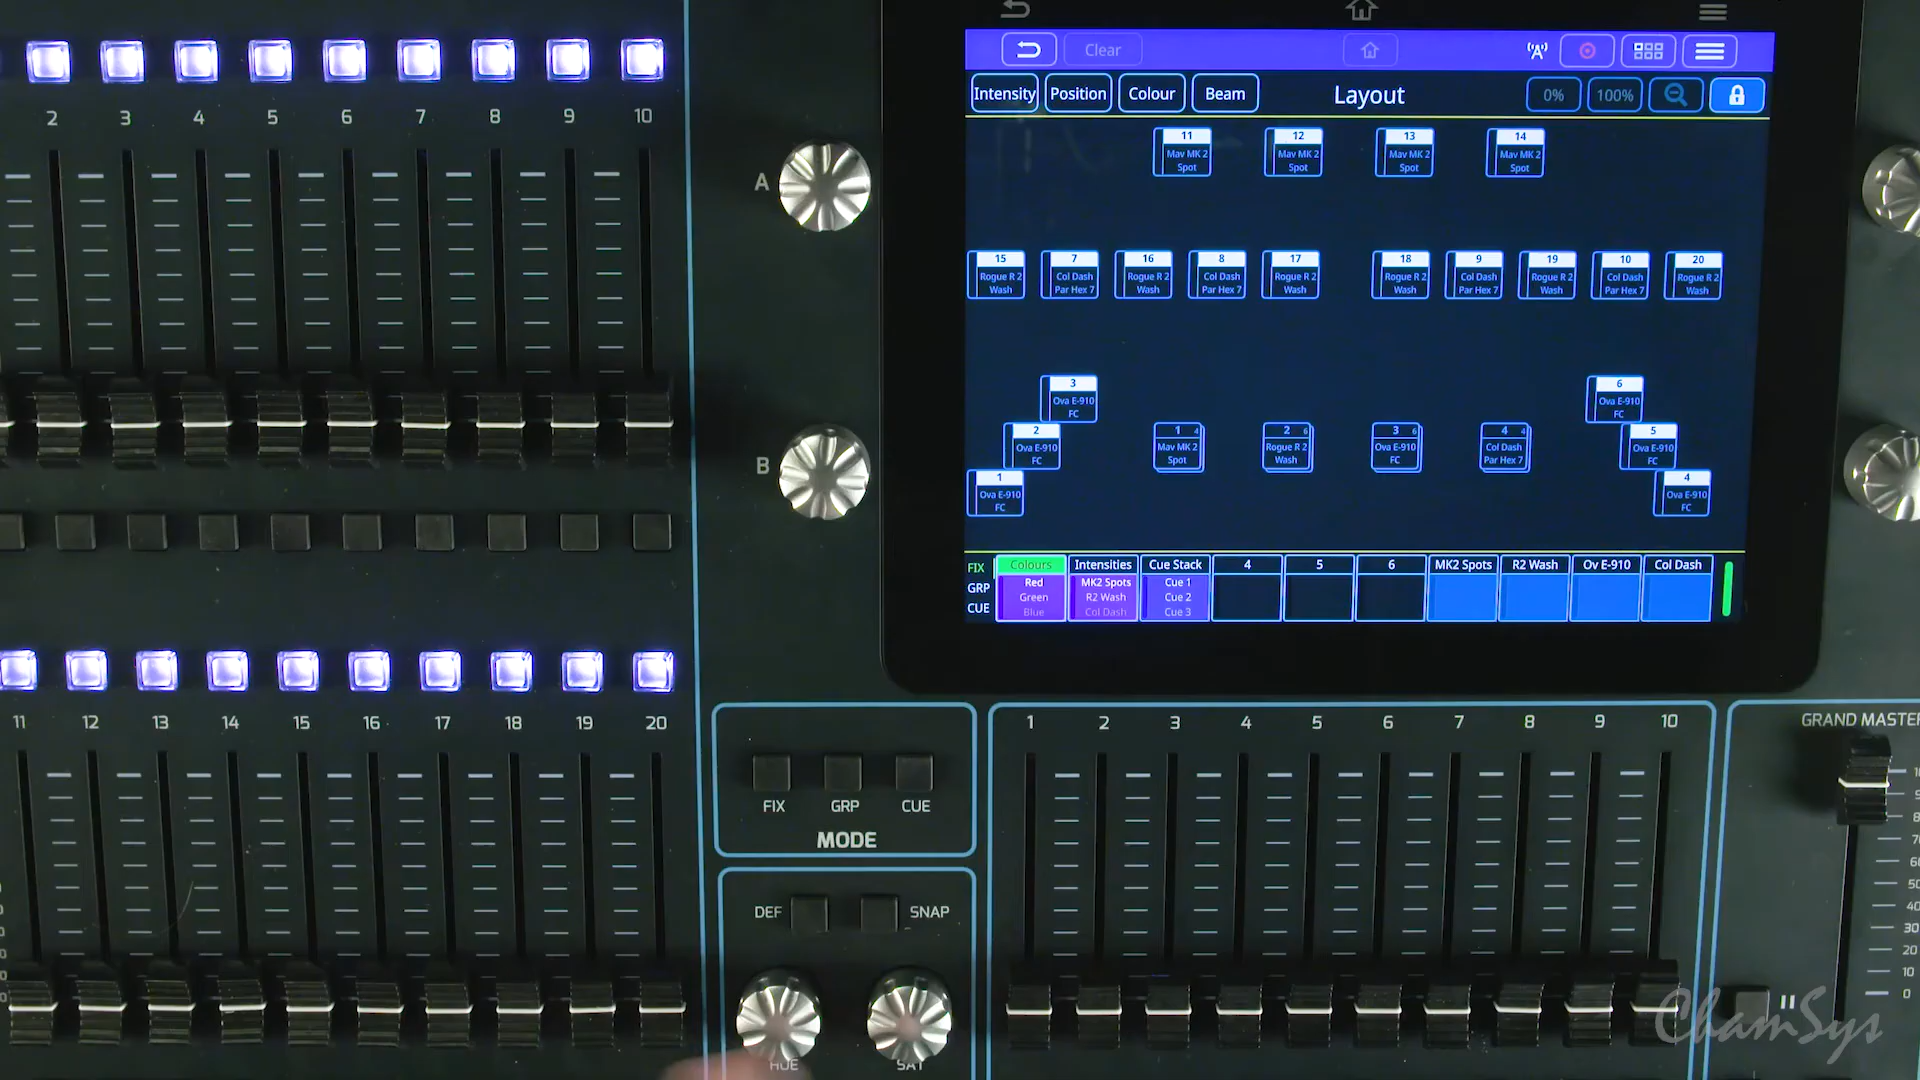 2 3 4 5 6 7 8 9 10
A
B
11 12 13 14 15 16 17 18 19 20
Clear
Intensity Position Colour Beam Layout 0% 100%
11 12 13 14
Mav MK 2 Mav MK 2 Mav MK 2 Mav MK 2
Spot Spot Spot Spot
15 7 16 8 17 18 9 19 10 20
Rogue R 2 Col Dash Rogue R 2 Col Dash Rogue R 2 Rogue R 2 Col Dash Rogue R 2 Col Dash Rogue R 2
Wash Par Hex 7 Wash Par Hex 7 Wash Wash Par Hex 7 Wash Par Hex 7 Wash
3 6
Ova E-910 Ova E-910
FC FC
2 1 4 2 6 3 6 4 4 5
Ova E-910 Mav MK 2 Rogue R 2 Ova E-910 Col Dash Ova E-910
FC Spot Wash FC Par Hex 7 FC
1 4
Ova E-910 Ova E-910
FC FC
FIX Colours Intensities Cue Stack 4 5 6 MK2 Spots R2 Wash Ov E-910 Col Dash
GRP Red MK2 Spots Cue 1
Green R2 Wash Cue 2
CUE Blue Col Dash Cue 3
FIX GRP CUE
MODE
DEF SNAP
HUE SAT
1 2 3 4 5 6 7 8 9 10
GRAND MASTER
30
20
10
0
ChamSys